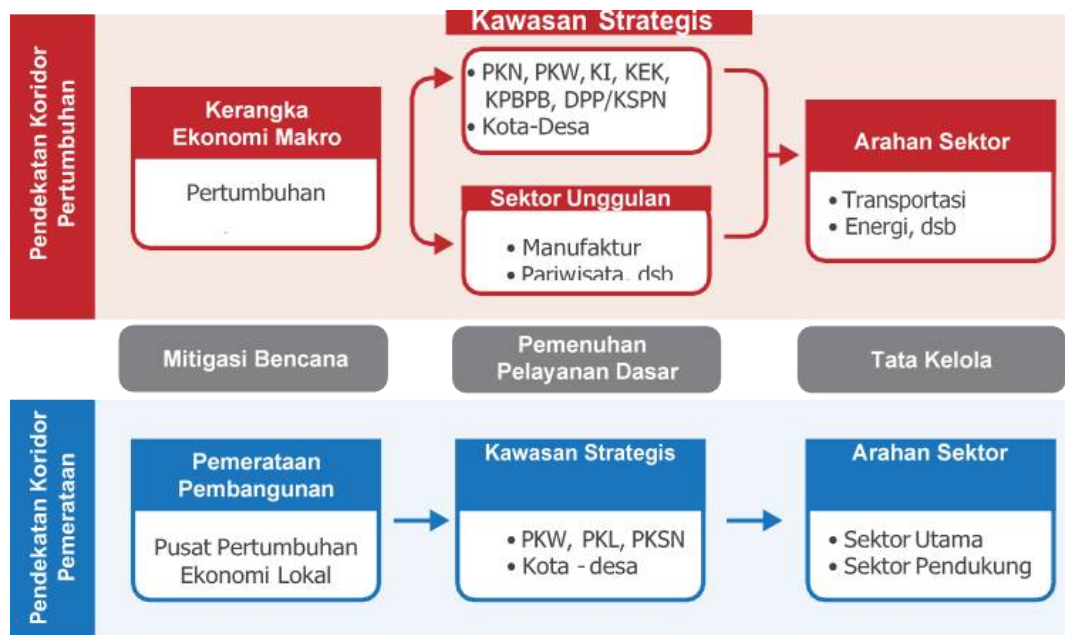 Pendekatan Koridor
Pertumbuhan
Kerangka
Ekonomi Makro
Pertumbuhan
Kawasan Strategis
• PKN, PKW, KI, KEK,
KPBPB, DPP/KSPN
• Kota-Desa
Sektor Unggulan
• Manufaktur
• Pariwisata, dsb
Arahan Sektor
• Transportasi
• Energi, dsb
Mitigasi Bencana
Pemenuhan
Pelayanan Dasar
Tata Kelola
Pendekatan Koridor
Pemerataan
Pemerataan
Pembangunan
Pusat Pertumbuhan
Ekonomi Lokal
Kawasan Strategis
• PKW, PKL, PKSN
• Kota - desa
Arahan Sektor
• Sektor Utama
• Sektor Pendukung